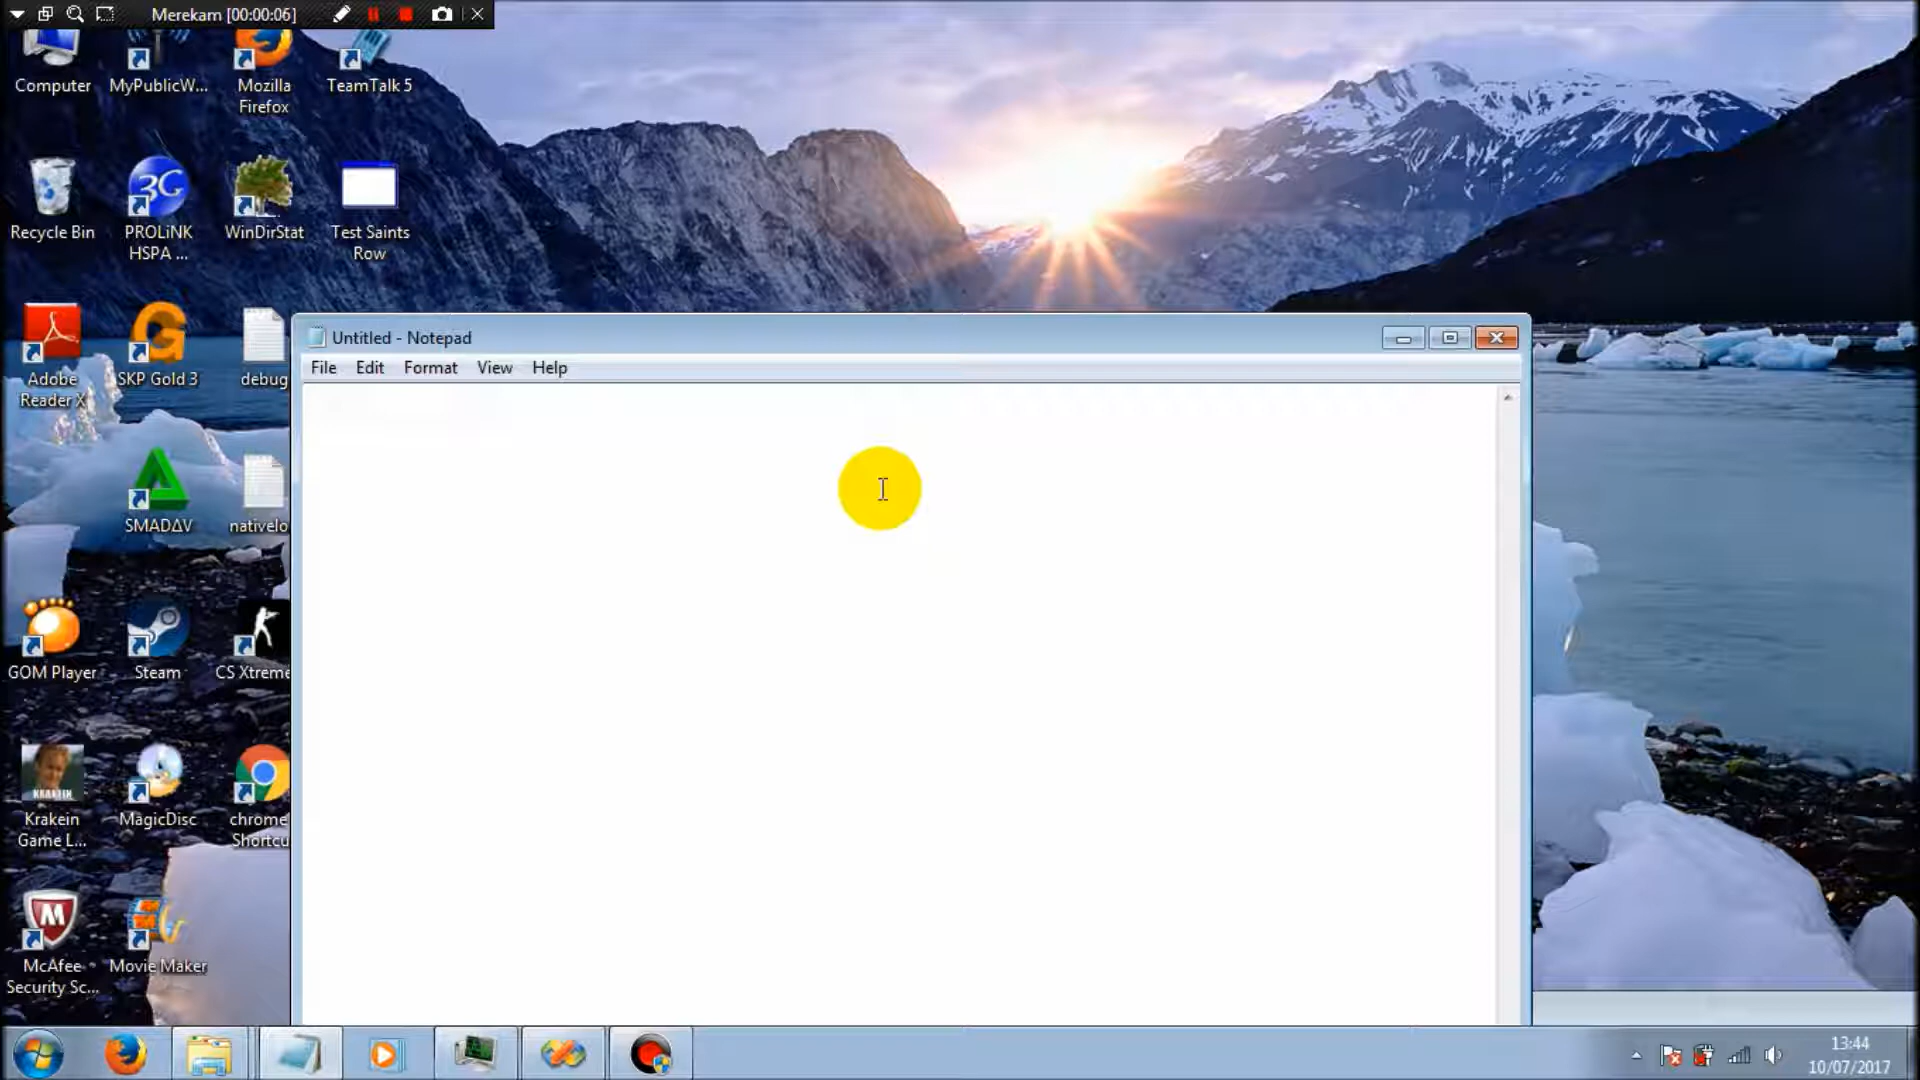 Merekam [00:00:06]
Computer
MyPublicW...
Mozilla
Firefox
TeamTalk 5
Recycle Bin
PROLiNK
HSPA ...
WinDirStat
Test Saints
Row
Adobe
Reader X
SKP Gold 3
debug
SMADΔV
nativelo
GOM Player
Steam
CS Xtreme
KRAKEIN
Krakein
Game L...
MagicDisc
chrome
Shortcu
McAfee
Security Sc...
Movie Maker
Untitled - Notepad
File Edit Format View Help
13:44
10/07/2017